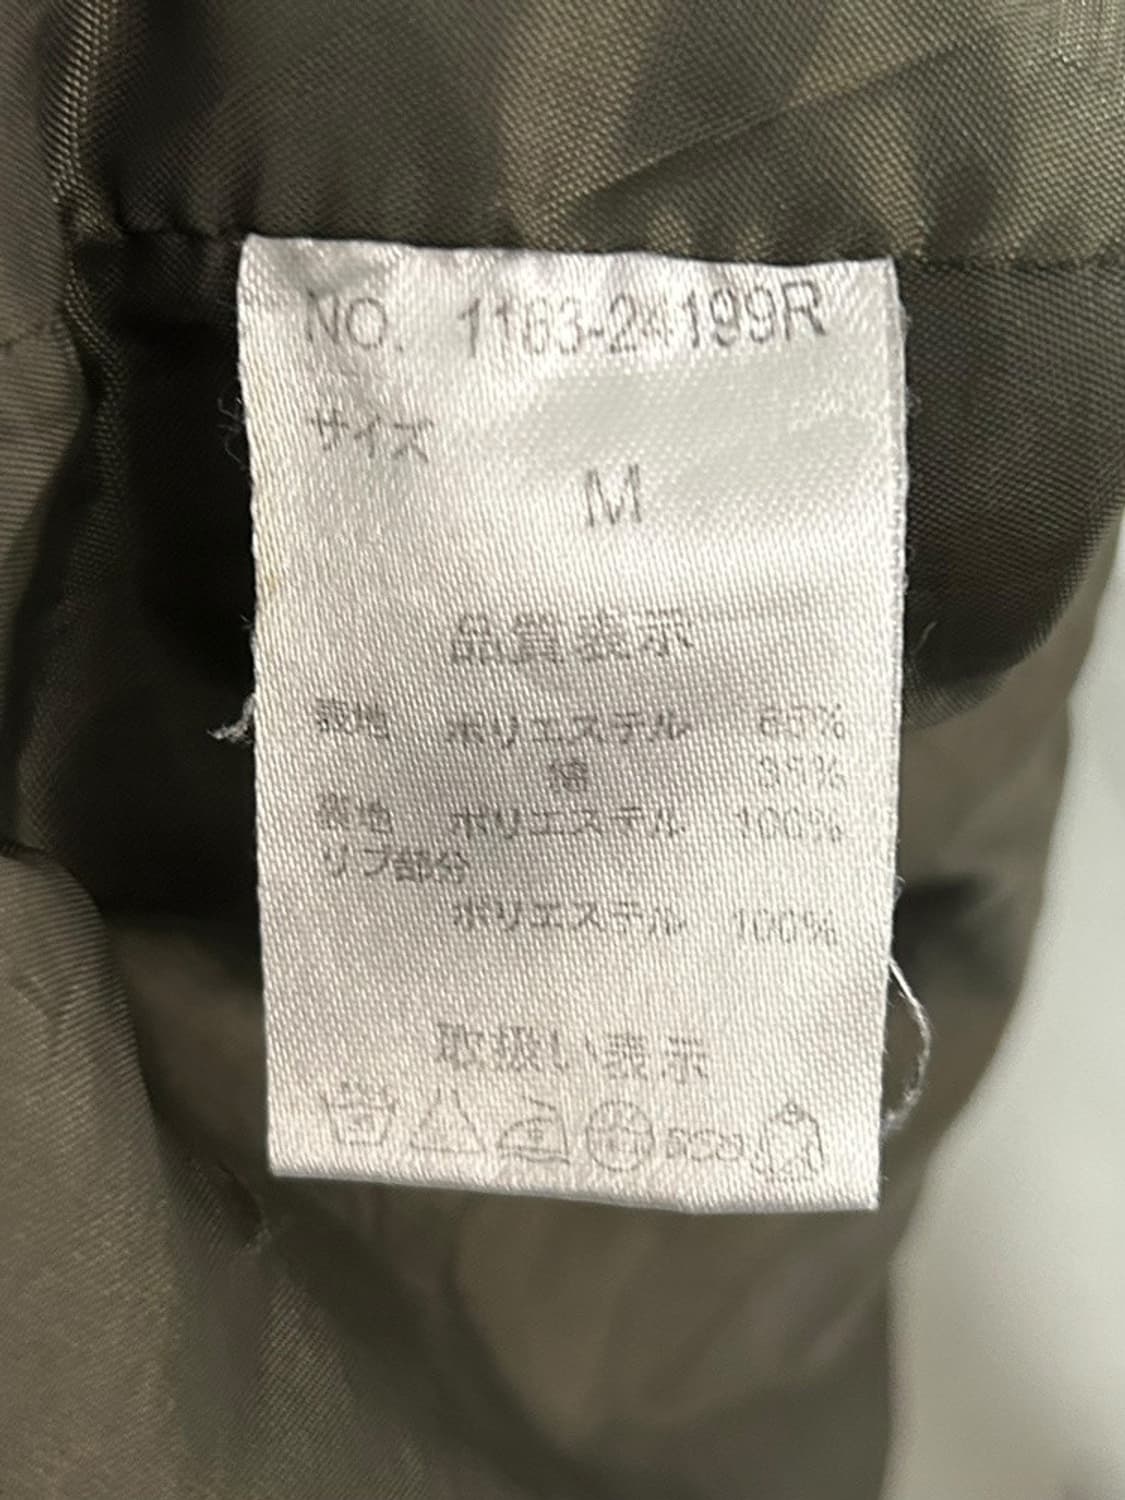 NO. 1163-24199R
サイズ
M
品質表示
表地 ポリエステル 65%
綿 35%
裏地 ポリエステル 100%
リブ部分
ポリエステル 100%
取扱い表示